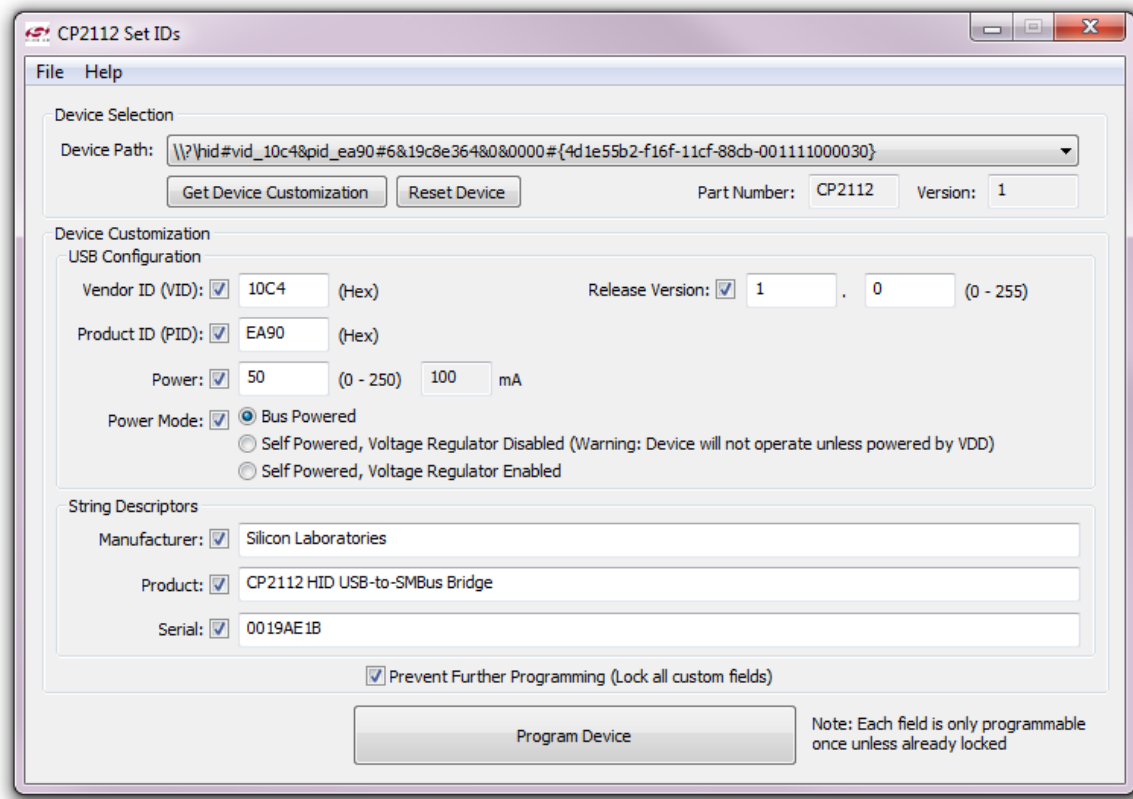 CP2112 Set IDs
File Help
Device Selection
Device Path: \\?\hid#vid_10c4&pid_ea90#6&19c8e364&0&0000#{4d1e55b2-f16f-11cf-88cb-001111000030}
Get Device Customization Reset Device Part Number: CP2112 Version: 1
Device Customization
USB Configuration
Vendor ID (VID): 10C4 (Hex) Release Version: 1 . 0 (0 - 255)
Product ID (PID): EA90 (Hex)
Power: 50 (0 - 250) 100 mA
Power Mode: Bus Powered
Self Powered, Voltage Regulator Disabled (Warning: Device will not operate unless powered by VDD)
Self Powered, Voltage Regulator Enabled
String Descriptors
Manufacturer: Silicon Laboratories
Product: CP2112 HID USB-to-SMBus Bridge
Serial: 0019AE1B
Prevent Further Programming (Lock all custom fields)
Program Device
Note: Each field is only programmable
once unless already locked